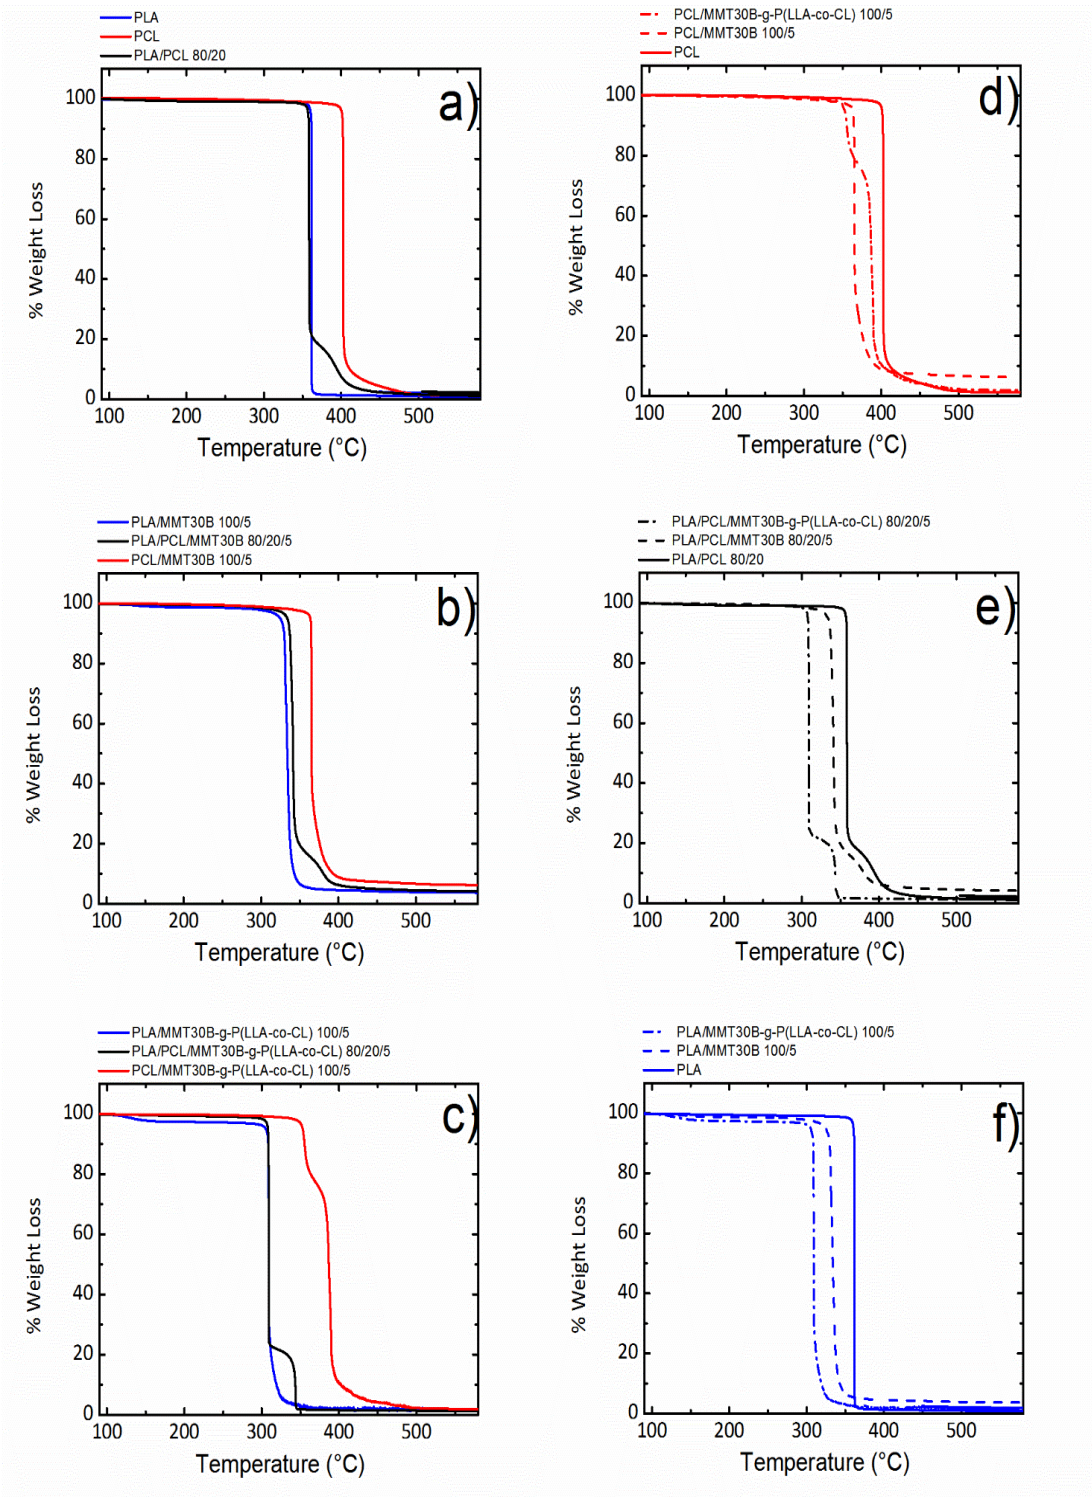 PLA
PCL
PLA/PCL 80/20
a)
100
80
60
40
20
0
% Weight Loss
100 200 300 400 500
Temperature (°C)
PCL/MMT30B-g-P(LLA-co-CL) 100/5
PCL/MMT30B 100/5
PCL
d)
100
80
60
40
20
0
% Weight Loss
100 200 300 400 500
Temperature (°C)
PLA/MMT30B 100/5
PLA/PCL/MMT30B 80/20/5
PCL/MMT30B 100/5
b)
100
80
60
40
20
0
% Weight Loss
100 200 300 400 500
Temperature (°C)
PLA/PCL/MMT30B-g-P(LLA-co-CL) 80/20/5
PLA/PCL/MMT30B 80/20/5
PLA/PCL 80/20
e)
100
80
60
40
20
0
% Weight Loss
100 200 300 400 500
Temperature (°C)
PLA/MMT30B-g-P(LLA-co-CL) 100/5
PLA/PCL/MMT30B-g-P(LLA-co-CL) 80/20/5
PCL/MMT30B-g-P(LLA-co-CL) 100/5
c)
100
80
60
40
20
0
% Weight Loss
100 200 300 400 500
Temperature (°C)
PLA/MMT30B-g-P(LLA-co-CL) 100/5
PLA/MMT30B 100/5
PLA
f)
100
80
60
40
20
0
% Weight Loss
100 200 300 400 500
Temperature (°C)